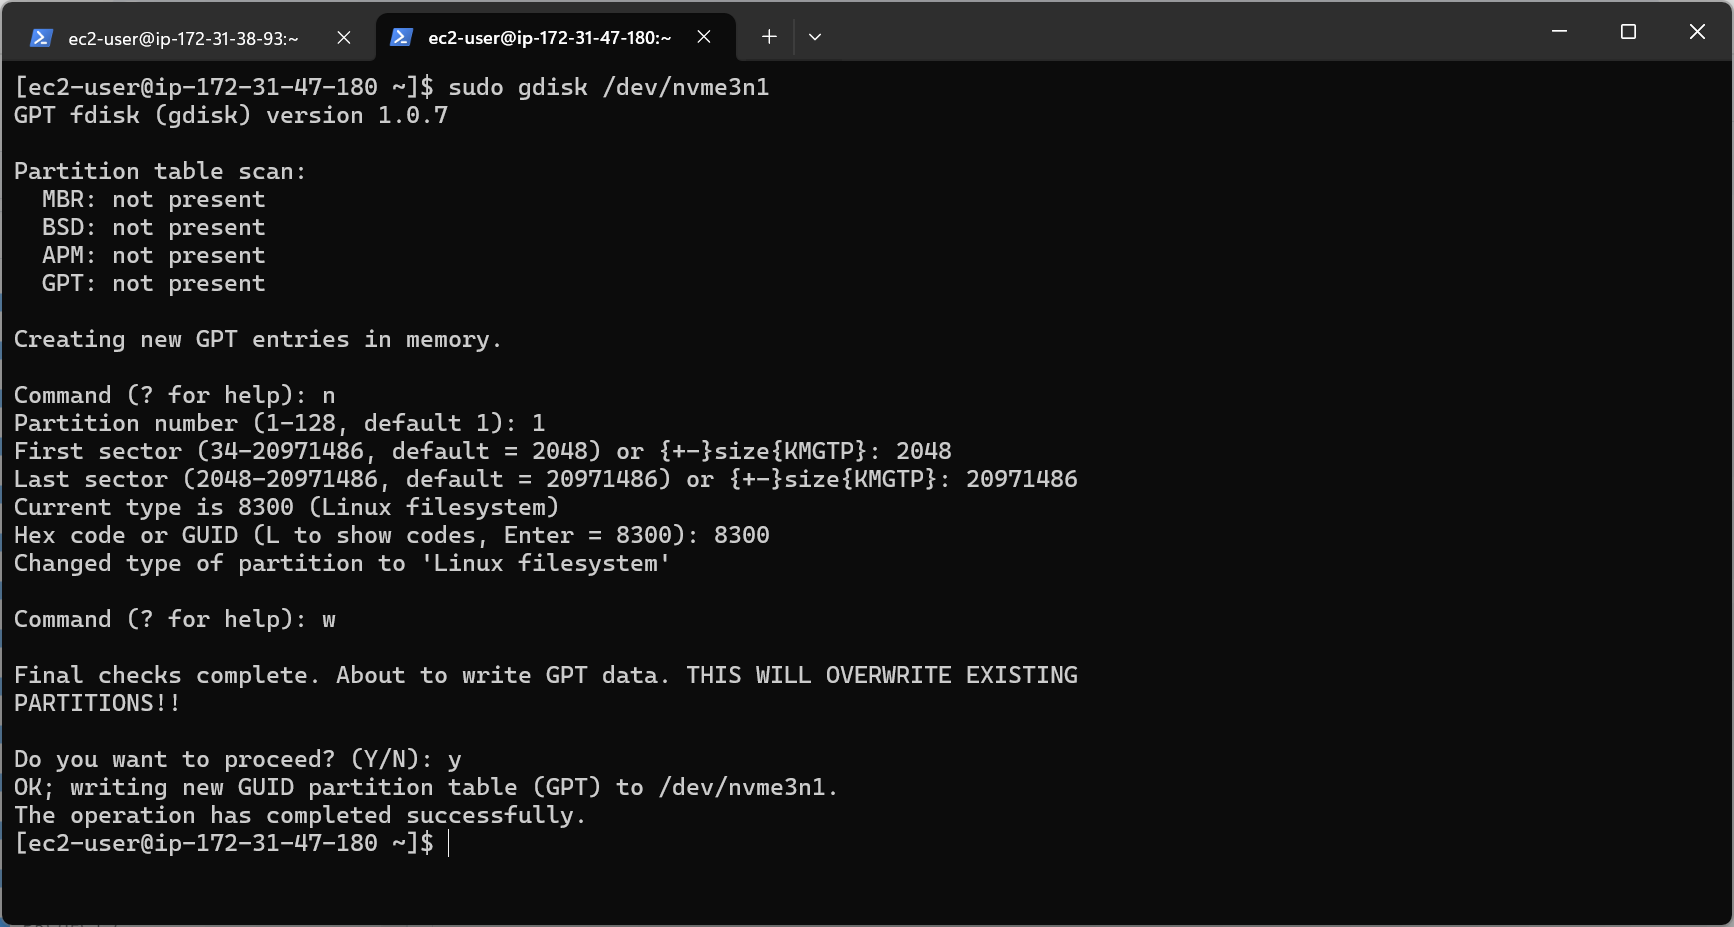 ec2-user@ip-172-31-38-93:~
ec2-user@ip-172-31-47-180:~
[ec2-user@ip-172-31-47-180 ~]$ sudo gdisk /dev/nvme3n1
GPT fdisk (gdisk) version 1.0.7
Partition table scan:
  MBR: not present
  BSD: not present
  APM: not present
  GPT: not present
Creating new GPT entries in memory.
Command (? for help): n
Partition number (1-128, default 1): 1
First sector (34-20971486, default = 2048) or {+-}size{KMGTP}: 2048
Last sector (2048-20971486, default = 20971486) or {+-}size{KMGTP}: 20971486
Current type is 8300 (Linux filesystem)
Hex code or GUID (L to show codes, Enter = 8300): 8300
Changed type of partition to 'Linux filesystem'
Command (? for help): w
Final checks complete. About to write GPT data. THIS WILL OVERWRITE EXISTING
PARTITIONS!!
Do you want to proceed? (Y/N): y
OK; writing new GUID partition table (GPT) to /dev/nvme3n1.
The operation has completed successfully.
[ec2-user@ip-172-31-47-180 ~]$